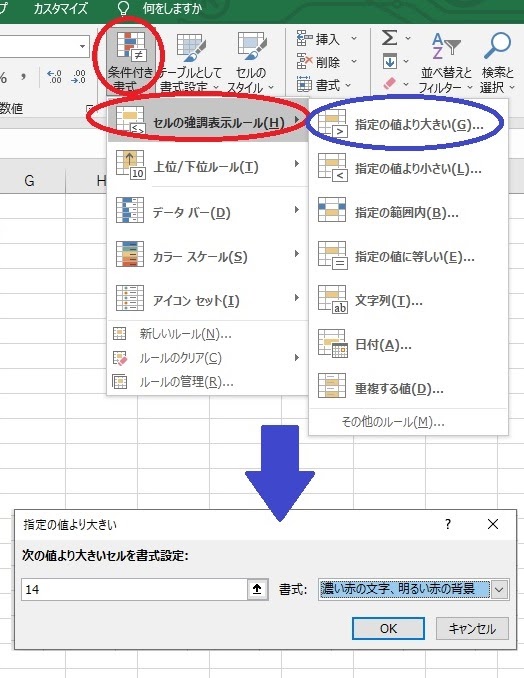 プ カスタマイズ 何をしますか
% , .00 →.0
数値
条件付き書式
テーブルとして書式設定
セルのスタイル
挿入
削除
書式
Σ
並べ替えとフィルター
検索と選択
G H
セルの強調表示ルール(H)
上位/下位ルール(T)
データ バー(D)
カラー スケール(S)
アイコン セット(I)
新しいルール(N)...
ルールのクリア(C)
ルールの管理(R)...
指定の値より大きい(G)...
指定の値より小さい(L)...
指定の範囲内(B)...
指定の値に等しい(E)...
文字列(T)...
日付(A)...
重複する値(D)...
その他のルール(M)...
指定の値より大きい ?
次の値より大きいセルを書式設定:
14 書式: 濃い赤の文字、明るい赤の背景
OK キャンセル